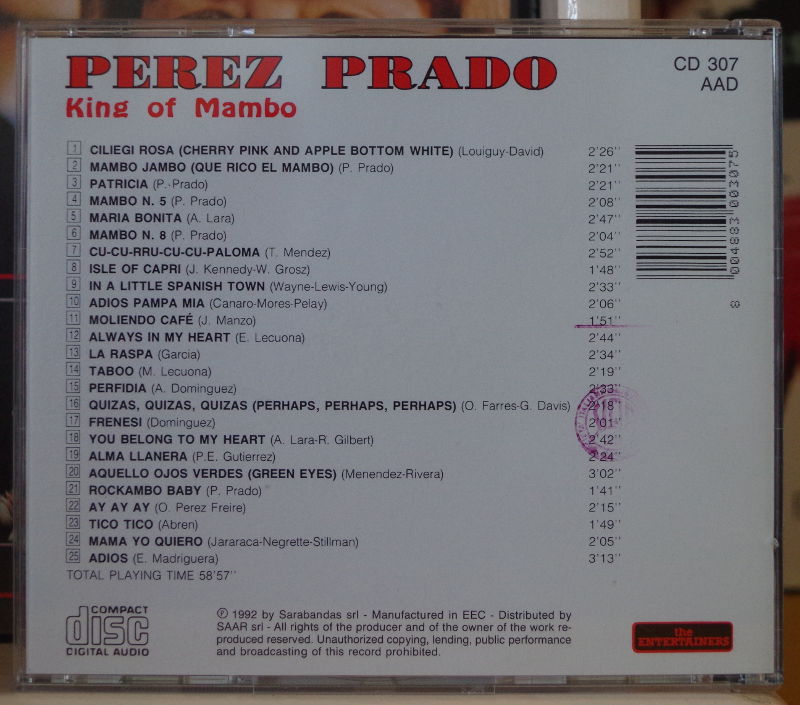 PEREZ PRADO
King of Mambo
CD 307
AAD
1 CILIEGI ROSA (CHERRY PINK AND APPLE BOTTOM WHITE) (Louiguy-David) 2'26''
2 MAMBO JAMBO (QUE RICO EL MAMBO) (P. Prado) 2'21''
3 PATRICIA (P. Prado) 2'21''
4 MAMBO N. 5 (P. Prado) 2'08''
5 MARIA BONITA (A. Lara) 2'47''
6 MAMBO N. 8 (P. Prado) 2'04''
7 CU-CU-RRU-CU-CU-PALOMA (T. Mendez) 2'52''
8 ISLE OF CAPRI (J. Kennedy-W. Grosz) 1'48''
9 IN A LITTLE SPANISH TOWN (Wayne-Lewis-Young) 2'33''
10 ADIOS PAMPA MIA (Canaro-Mores-Pelay) 2'06''
11 MOLIENDO CAFÉ (J. Manzo) 1'51''
12 ALWAYS IN MY HEART (E. Lecuona) 2'44''
13 LA RASPA (Garcia) 2'34''
14 TABOO (M. Lecuona) 2'19''
15 PERFIDIA (A. Dominguez) 2'33''
16 QUIZAS, QUIZAS, QUIZAS (PERHAPS, PERHAPS, PERHAPS) (O. Farres-G. Davis) 2'18''
17 FRENESI (Dominguez) 2'01''
18 YOU BELONG TO MY HEART (A. Lara-R. Gilbert) 2'42''
19 ALMA LLANERA (P.E. Gutierrez) 2'24''
20 AQUELLO OJOS VERDES (GREEN EYES) (Menendez-Rivera) 3'02''
21 ROCKAMBO BABY (P. Prado) 1'41''
22 AY AY AY (O. Perez Freire) 2'15''
23 TICO TICO (Abren) 1'49''
24 MAMA YO QUIERO (Jararaca-Negrette-Stillman) 2'05''
25 ADIOS (E. Madriguera) 3'13''
TOTAL PLAYING TIME 58'57''
8 004883 003075
COMPACT
disc
DIGITAL AUDIO
℗ 1992 by Sarabandas srl - Manufactured in EEC - Distributed by
SAAR srl - All rights of the producer and of the owner of the work re-
produced reserved. Unauthorized copying, lending, public performance
and broadcasting of this record prohibited.
the
ENTERTAINERS